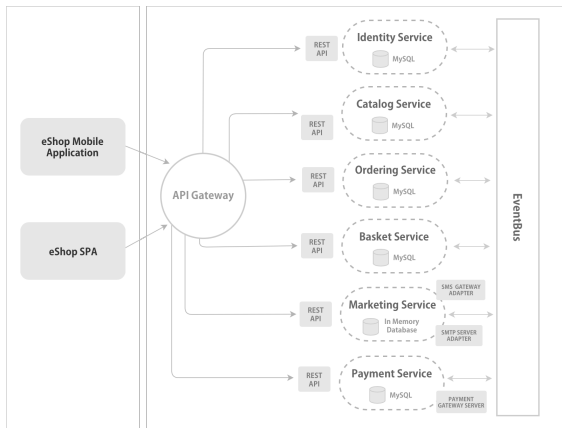 eShop Mobile
Application
eShop SPA
API Gateway
REST
API
Identity Service
MySQL
REST
API
Catalog Service
MySQL
REST
API
Ordering Service
MySQL
REST
API
Basket Service
MySQL
REST
API
Marketing Service
In Memory
Database
SMS GATEWAY
ADAPTER
SMTP SERVER
ADAPTER
REST
API
Payment Service
MySQL
PAYMENT
GATEWAY SERVER
EventBus